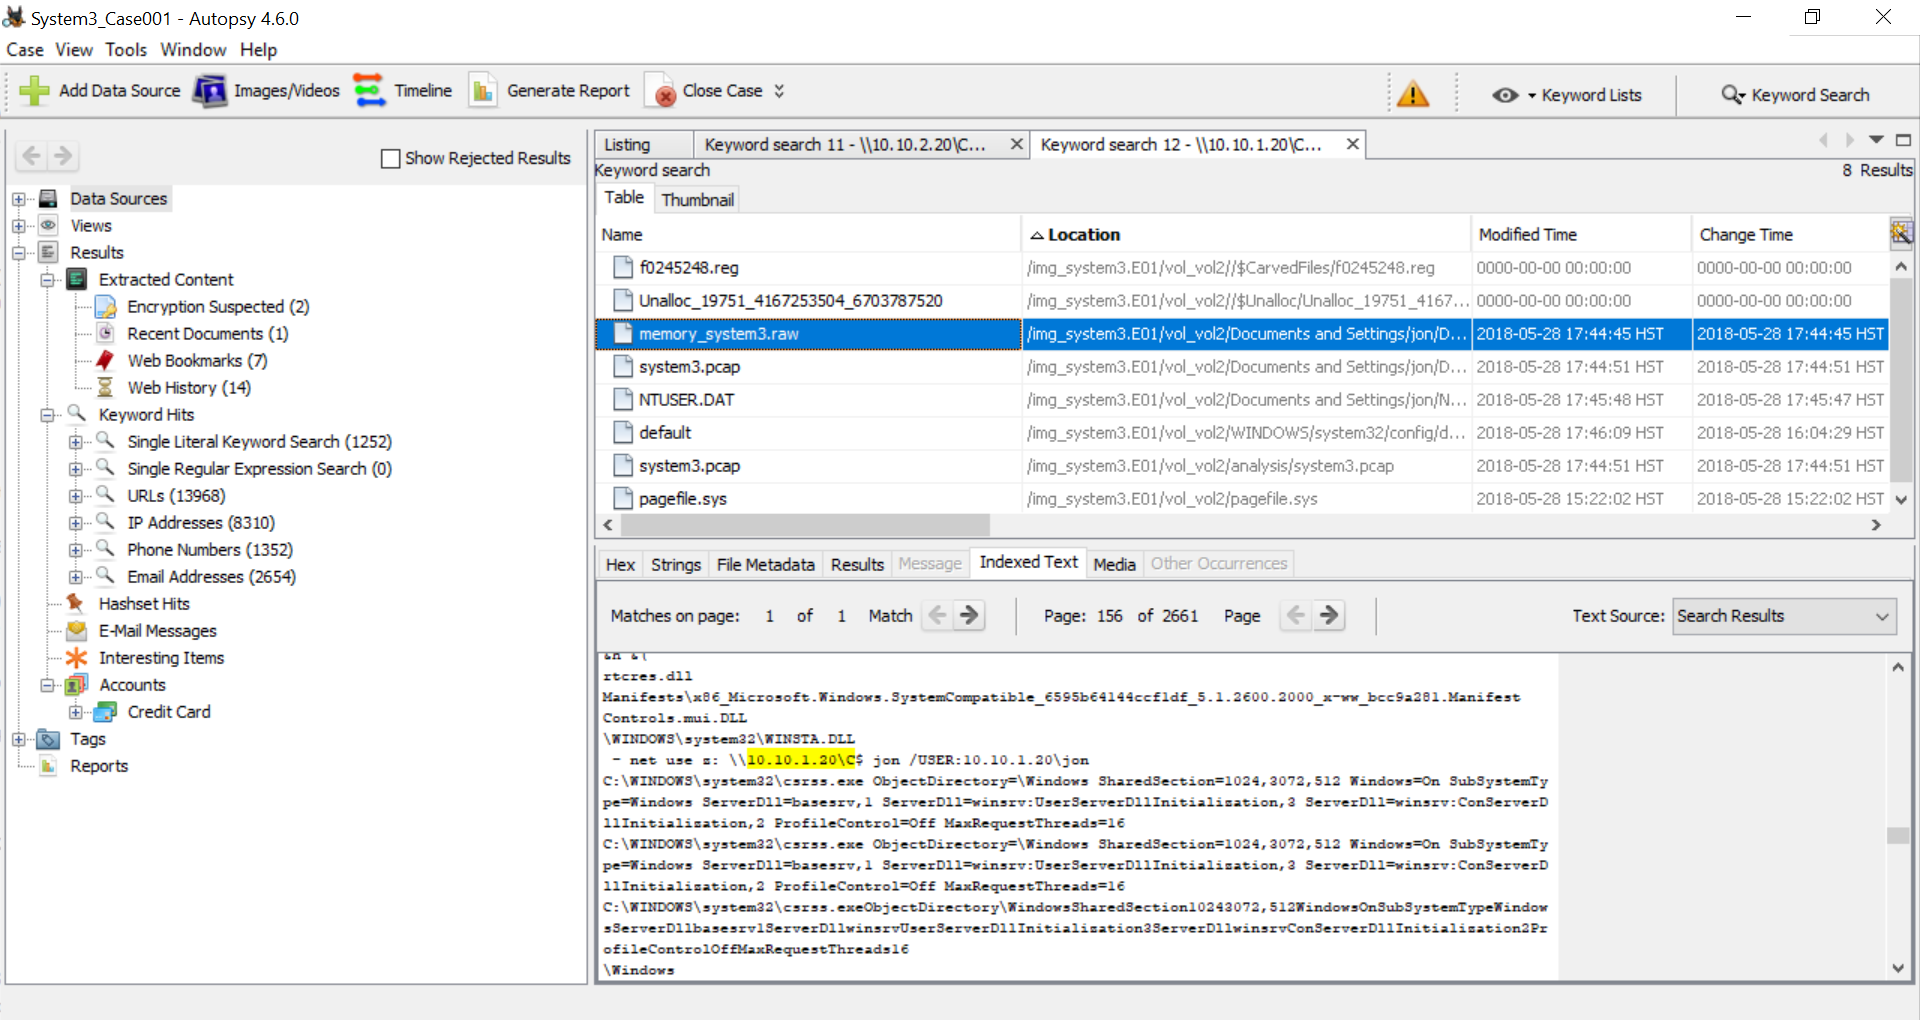 System3_Case001 - Autopsy 4.6.0
Case View Tools Window Help
Add Data Source Images/Videos Timeline Generate Report Close Case Keyword Lists Keyword Search
Show Rejected Results
Data Sources
Views
Results
Extracted Content
Encryption Suspected (2)
Recent Documents (1)
Web Bookmarks (7)
Web History (14)
Keyword Hits
Single Literal Keyword Search (1252)
Single Regular Expression Search (0)
URLs (13968)
IP Addresses (8310)
Phone Numbers (1352)
Email Addresses (2654)
Hashset Hits
E-Mail Messages
Interesting Items
Accounts
Credit Card
Tags
Reports
Listing Keyword search 11 - \\10.10.2.20\C... Keyword search 12 - \\10.10.1.20\C...
Keyword search 8 Results
Table Thumbnail
Name Location Modified Time Change Time
f0245248.reg /img_system3.E01/vol_vol2//$CarvedFiles/f0245248.reg 0000-00-00 00:00:00 0000-00-00 00:00:00
Unalloc_19751_4167253504_6703787520 /img_system3.E01/vol_vol2//$Unalloc/Unalloc_19751_4167... 0000-00-00 00:00:00 0000-00-00 00:00:00
memory_system3.raw /img_system3.E01/vol_vol2/Documents and Settings/jon/D... 2018-05-28 17:44:45 HST 2018-05-28 17:44:45 HST
system3.pcap /img_system3.E01/vol_vol2/Documents and Settings/jon/D... 2018-05-28 17:44:51 HST 2018-05-28 17:44:51 HST
NTUSER.DAT /img_system3.E01/vol_vol2/Documents and Settings/jon/N... 2018-05-28 17:45:48 HST 2018-05-28 17:45:47 HST
default /img_system3.E01/vol_vol2/WINDOWS/system32/config/d... 2018-05-28 17:46:09 HST 2018-05-28 16:04:29 HST
system3.pcap /img_system3.E01/vol_vol2/analysis/system3.pcap 2018-05-28 17:44:51 HST 2018-05-28 17:44:51 HST
pagefile.sys /img_system3.E01/vol_vol2/pagefile.sys 2018-05-28 15:22:02 HST 2018-05-28 15:22:02 HST
Hex Strings File Metadata Results Message Indexed Text Media Other Occurrences
Matches on page: 1 of 1 Match Page: 156 of 2661 Page Text Source: Search Results
rtcres.dll
Manifests\x86_Microsoft.Windows.SystemCompatible_6595b64144ccf1df_5.1.2600.2000_x-ww_bcc9a281.Manifest
Controls.mui.DLL
\WINDOWS\system32\WINSTA.DLL
- net use z: \\10.10.1.20\C$ jon /USER:10.10.1.20\jon
C:\WINDOWS\system32\csrss.exe ObjectDirectory=\Windows SharedSection=1024,3072,512 Windows=On SubSystemTy
pe=Windows ServerDll=basesrv,1 ServerDll=winsrv:UserServerDllInitialization,3 ServerDll=winsrv:ConServerD
llInitialization,2 ProfileControl=Off MaxRequestThreads=16
C:\WINDOWS\system32\csrss.exe ObjectDirectory=\Windows SharedSection=1024,3072,512 Windows=On SubSystemTy
pe=Windows ServerDll=basesrv,1 ServerDll=winsrv:UserServerDllInitialization,3 ServerDll=winsrv:ConServerD
llInitialization,2 ProfileControl=Off MaxRequestThreads=16
C:\WINDOWS\system32\csrss.exeObjectDirectory\WindowsSharedSection10243072,512WindowsOnSubSystemTypeWindow
sServerDllbasesrv1ServerDllwinsrvUserServerDllInitialization3ServerDllwinsrvConServerDllInitialization2Pr
ofileControlOffMaxRequestThreads16
\Windows